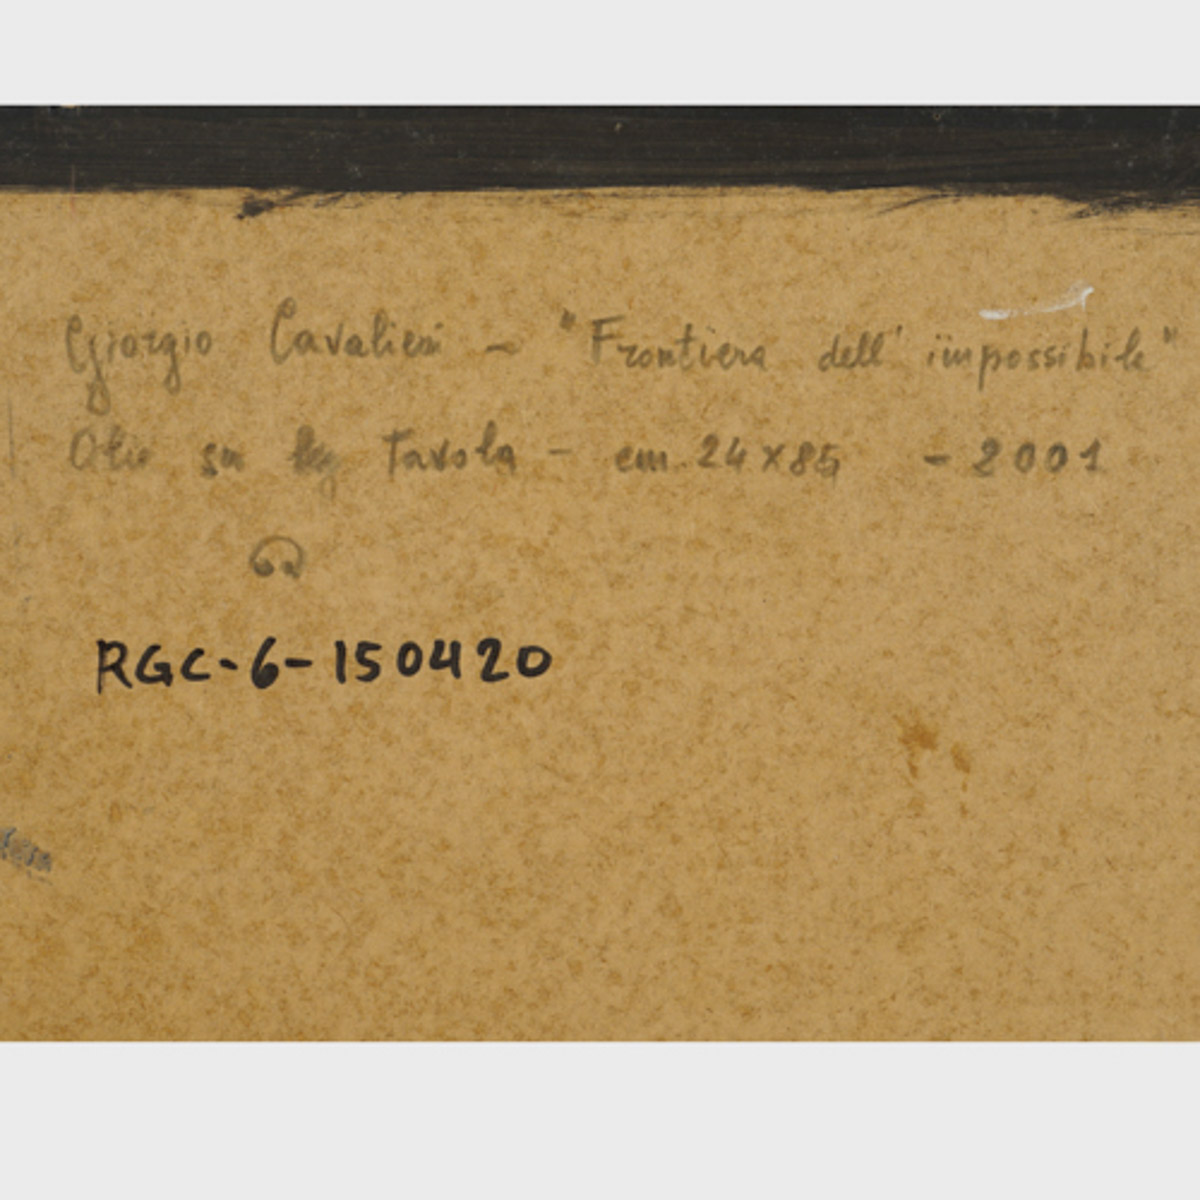 Giorgio Cavalieri - "Frontiera dell' impossibile"
Olio su Tavola - cm 24x85 - 2001
RGC-6-150420